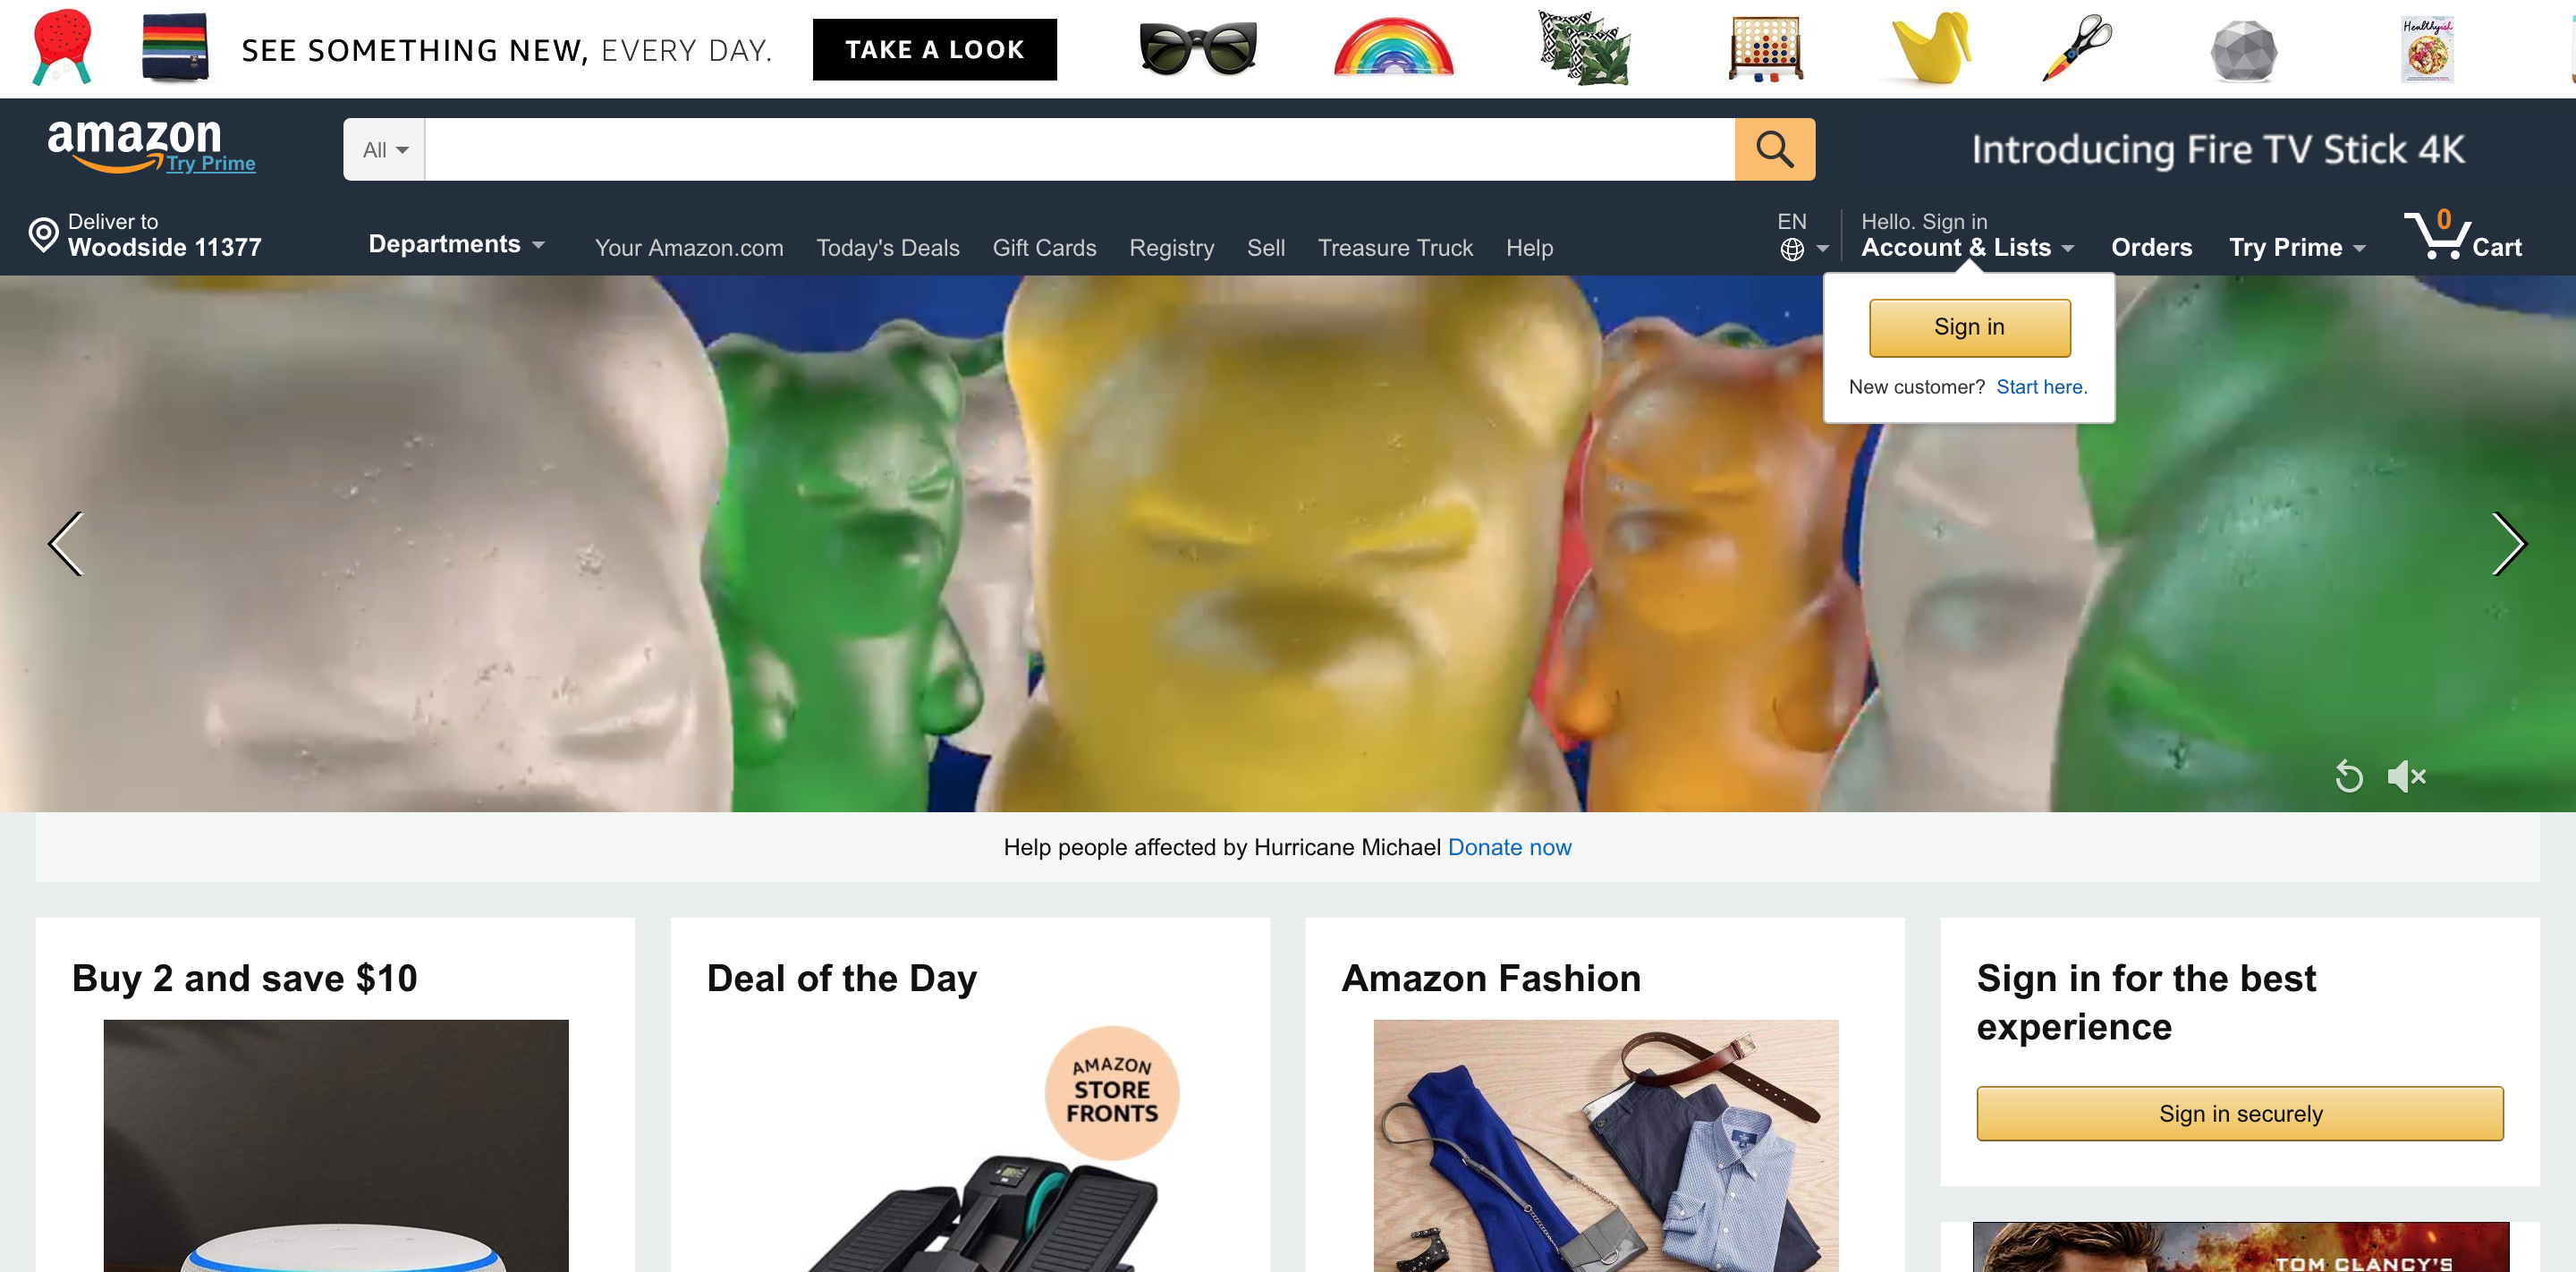 SEE SOMETHING NEW, EVERY DAY.
TAKE A LOOK
Healthyish
amazon
Try Prime
All
Introducing Fire TV Stick 4K
Deliver to
Woodside 11377
Departments
Your Amazon.com
Today's Deals
Gift Cards
Registry
Sell
Treasure Truck
Help
EN
Hello. Sign in
Account & Lists
Orders
Try Prime
0
Cart
Sign in
New customer? Start here.
Help people affected by Hurricane Michael Donate now
Buy 2 and save $10
Deal of the Day
AMAZON
STORE
FRONTS
Amazon Fashion
Sign in for the best
experience
Sign in securely
TOM CLANCY'S